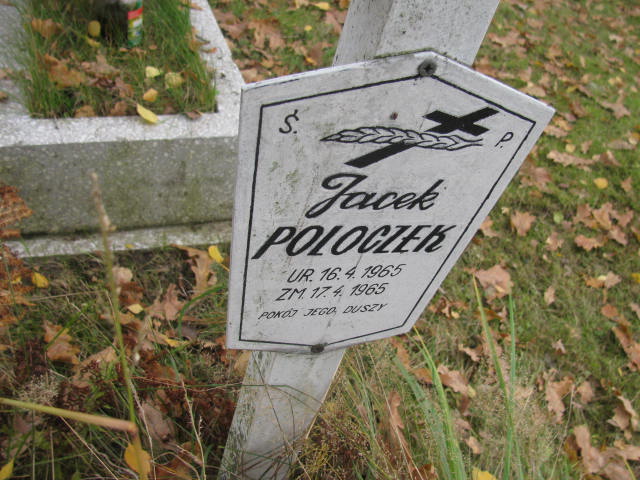 Ś. P.
Jacek
POLOCZEK
UR. 16.4.1965
ZM. 17.4.1965
POKÓJ JEGO, DUSZY